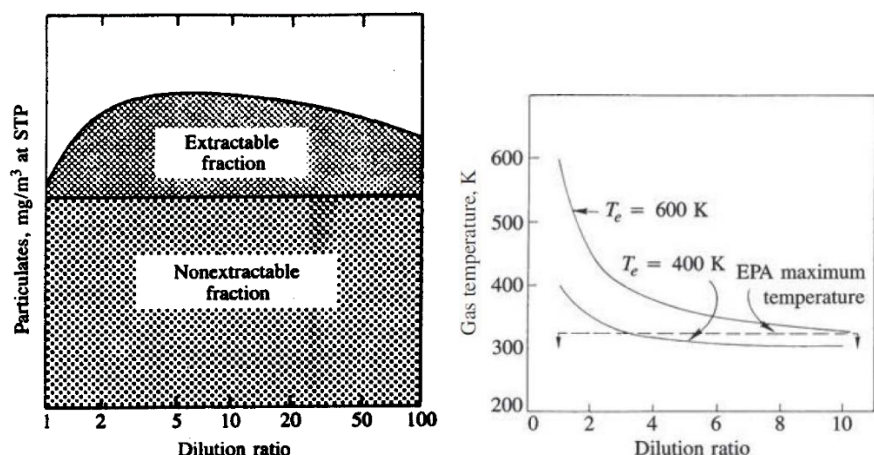 Particulates, mg/m³ at STP
Extractable
fraction
Nonextractable
fraction
1 2 5 10 20 50 100
Dilution ratio
Gas temperature, K
600
500
400
300
200
Tₑ = 600 K
Tₑ = 400 K
EPA maximum
temperature
0 2 4 6 8 10
Dilution ratio